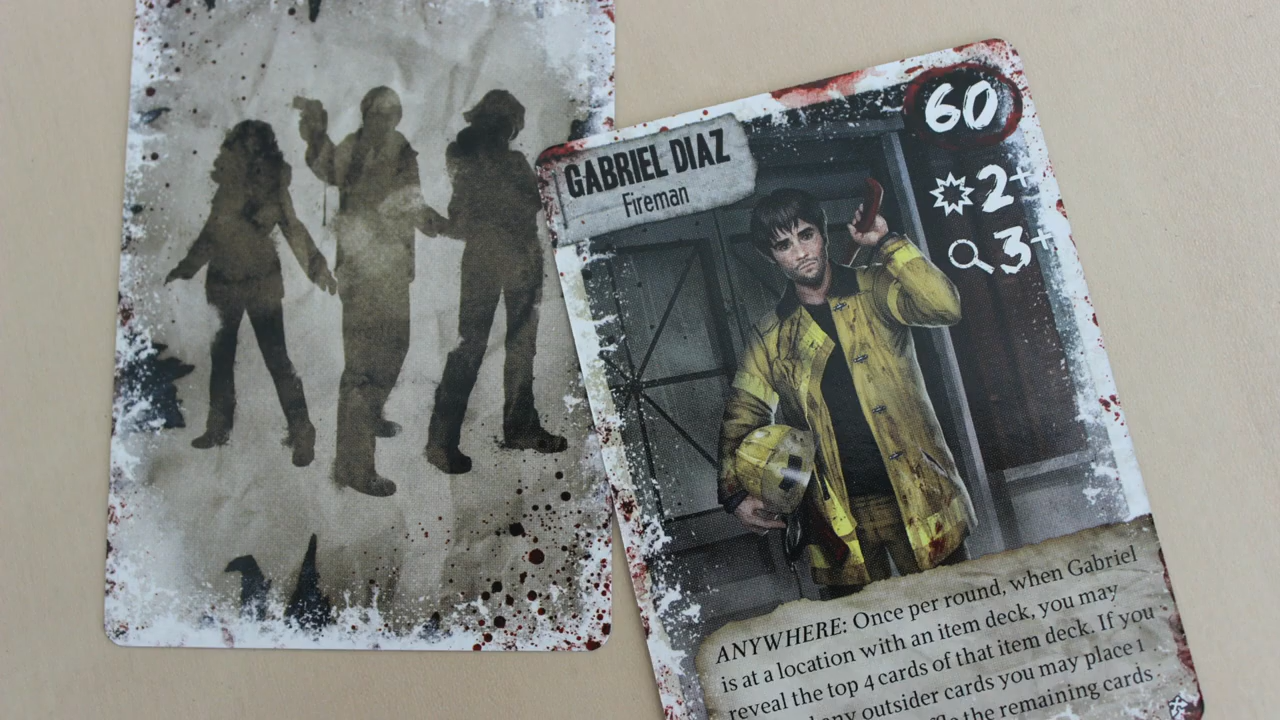 GABRIEL DIAZ
Fireman
60
2+
3+
ANYWHERE: Once per round, when Gabriel
is at a location with an item deck, you may
reveal the top 4 cards of that item deck. If you
any outsider cards you may place 1
the remaining cards